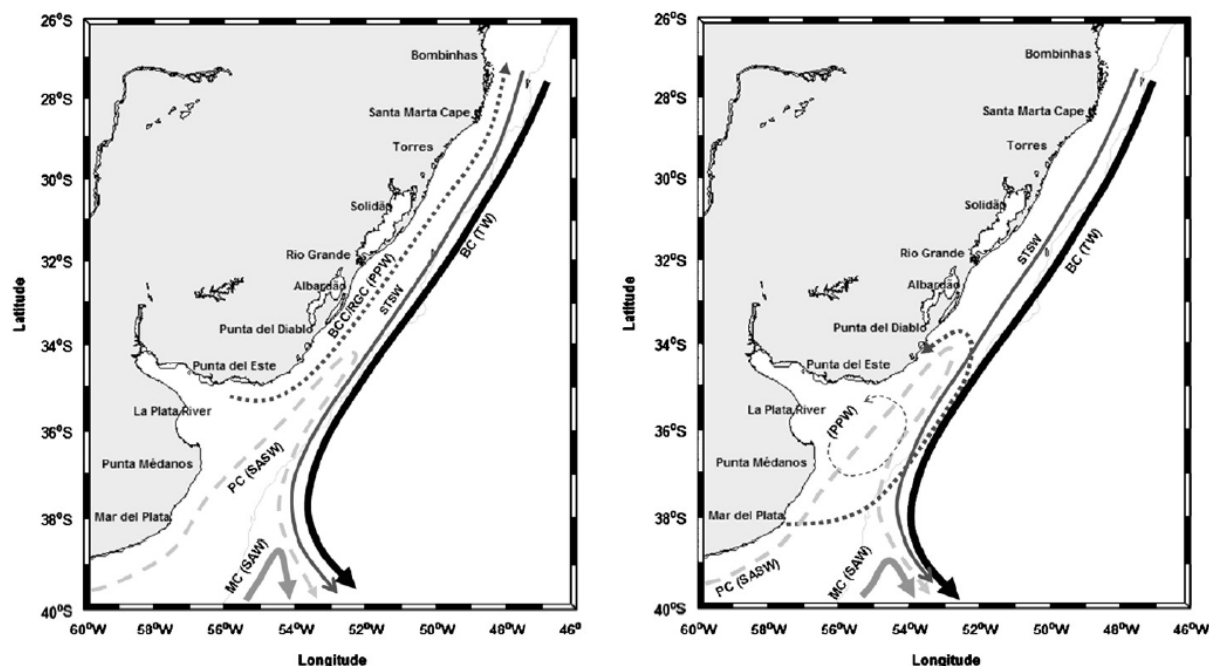 26°S
28°S
30°S
32°S
34°S
36°S
38°S
40°S
Latitude
Bombinhas
Santa Marta Cape
Torres
Solidão
Rio Grande
Albardão
Punta del Diablo
Punta del Este
La Plata River
Punta Médanos
Mar del Plata
BC (TW)
BCC/RGC (PPW)
STSW
PC (SASW)
MC (SAW)
60°W 58°W 56°W 54°W 52°W 50°W 48°W 46°
Longitude
26°S
28°S
30°S
32°S
34°S
36°S
38°S
40°S
Latitude
Bombinhas
Santa Marta Cape
Torres
Solidão
Rio Grande
Albardão
Punta del Diablo
Punta del Este
La Plata River
Punta Médanos
Mar del Plata
STSW
BC (TW)
(PPW)
PC (SASW)
MC (SAW)
60°W 58°W 56°W 54°W 52°W 50°W 48°W 46°W
Longitude